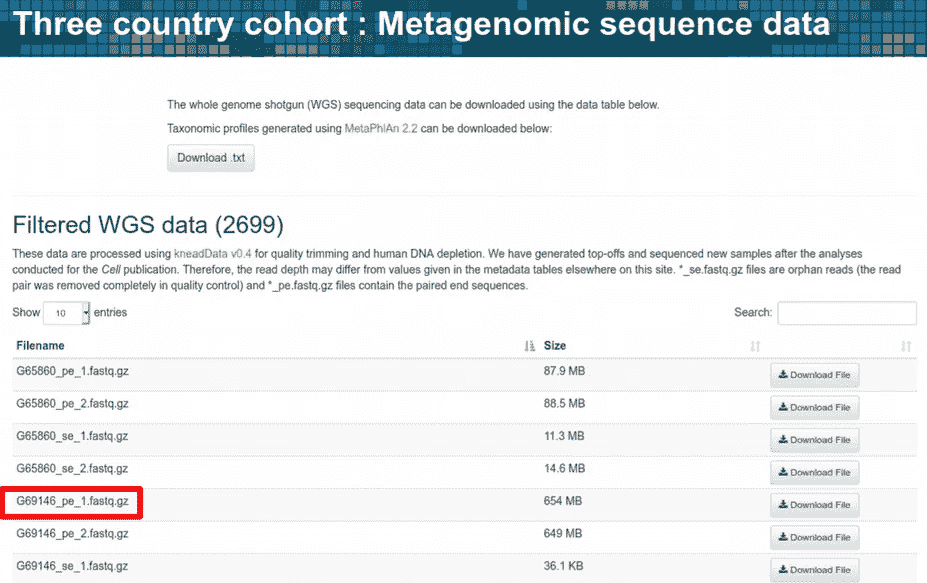 Three country cohort : Metagenomic sequence data
The whole genome shotgun (WGS) sequencing data can be downloaded using the data table below.
Taxonomic profiles generated using MetaPhlAn 2.2 can be downloaded below:
Download .txt
Filtered WGS data (2699)
These data are processed using kneadData v0.4 for quality trimming and human DNA depletion. We have generated top-offs and sequenced new samples after the analyses
conducted for the Cell publication. Therefore, the read depth may differ from values given in the metadata tables elsewhere on this site. *_se.fastq.gz files are orphan reads (the read
pair was removed completely in quality control) and *_pe.fastq.gz files contain the paired end sequences.
Show 10 entries Search:
Filename Size
G65860_pe_1.fastq.gz 87.9 MB Download File
G65860_pe_2.fastq.gz 88.5 MB Download File
G65860_se_1.fastq.gz 11.3 MB Download File
G65860_se_2.fastq.gz 14.6 MB Download File
G69146_pe_1.fastq.gz 654 MB Download File
G69146_pe_2.fastq.gz 649 MB Download File
G69146_se_1.fastq.gz 36.1 KB Download File